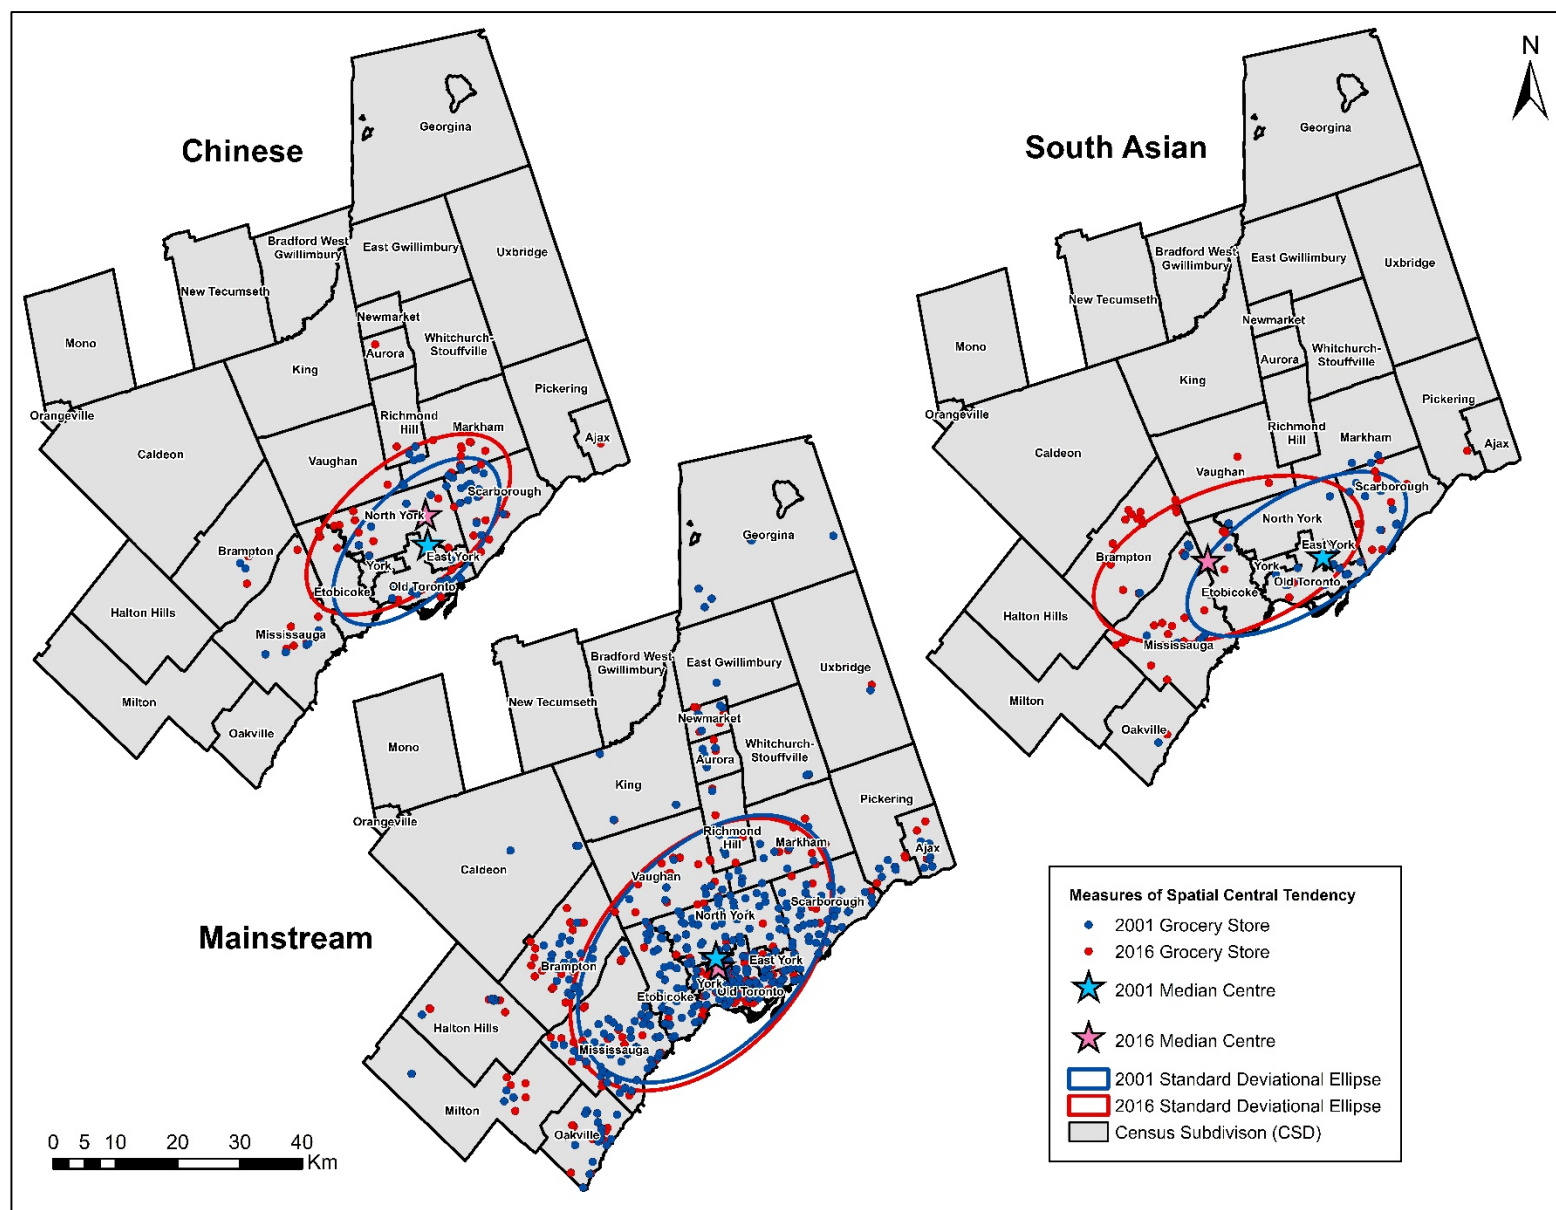 N
Chinese
Georgina
Bradford West
Gwillimbury
East Gwillimbury
Uxbridge
New Tecumseth
Newmarket
Mono
Aurora
Whitchurch-
Stouffville
King
Pickering
Orangeville
Richmond
Hill
Markham
Ajax
Caldeon
Vaughan
Scarborough
North York
Brampton
East York
York
Old Toronto
Etobicoke
Halton Hills
Mississauga
Milton
Oakville
South Asian
Georgina
Bradford West
Gwillimbury
East Gwillimbury
Uxbridge
New Tecumseth
Newmarket
Mono
Aurora
Whitchurch-
Stouffville
King
Pickering
Orangeville
Richmond
Hill
Markham
Ajax
Caldeon
Vaughan
Scarborough
North York
Brampton
East York
York
Old Toronto
Etobicoke
Halton Hills
Mississauga
Milton
Oakville
Mainstream
Georgina
Bradford West
Gwillimbury
East Gwillimbury
Uxbridge
New Tecumseth
Newmarket
Mono
Aurora
Whitchurch-
Stouffville
King
Pickering
Orangeville
Richmond
Hill
Markham
Ajax
Caldeon
Vaughan
Scarborough
North York
Brampton
East York
York
Old Toronto
Etobicoke
Halton Hills
Mississauga
Milton
Oakville
Measures of Spatial Central Tendency
2001 Grocery Store
2016 Grocery Store
2001 Median Centre
2016 Median Centre
2001 Standard Deviational Ellipse
2016 Standard Deviational Ellipse
Census Subdivison (CSD)
0 5 10 20 30 40
Km